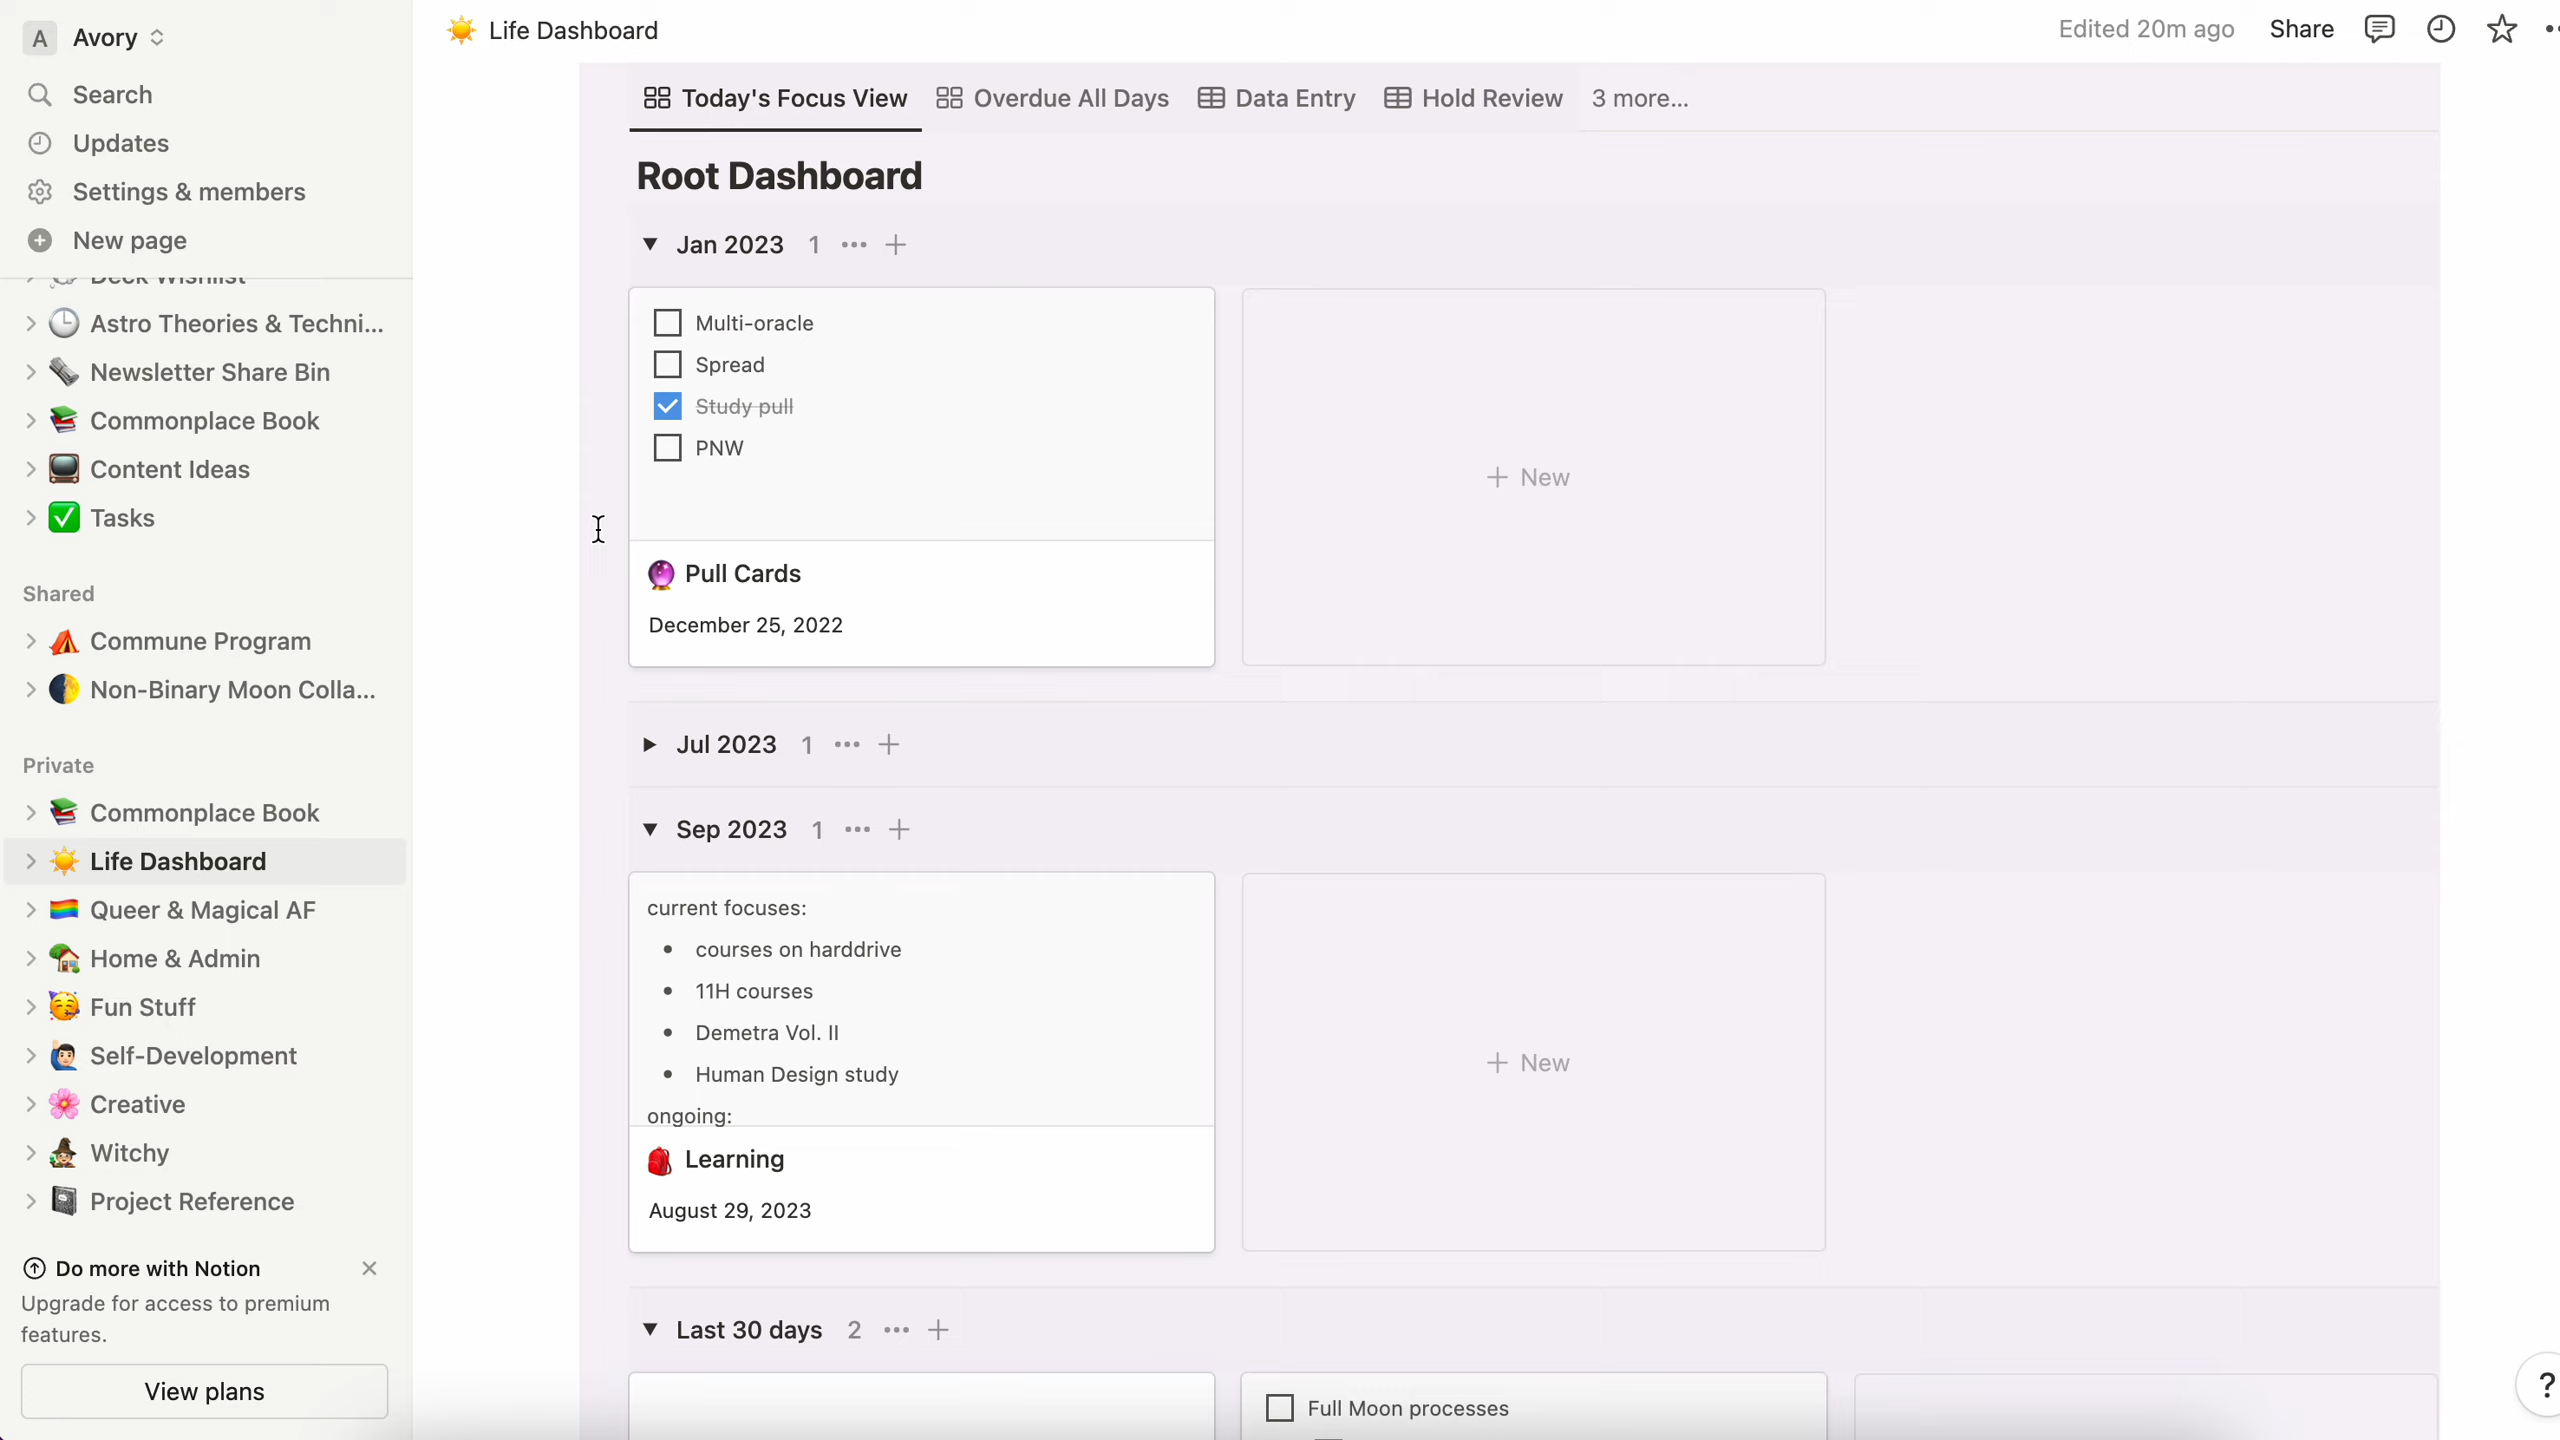 A Avory
Search
Updates
Settings & members
New page
Deck Wishlist
Astro Theories & Techni...
Newsletter Share Bin
Commonplace Book
Content Ideas
Tasks
Shared
Commune Program
Non-Binary Moon Colla...
Private
Commonplace Book
Life Dashboard
Queer & Magical AF
Home & Admin
Fun Stuff
Self-Development
Creative
Witchy
Project Reference
Do more with Notion
Upgrade for access to premium
features.
View plans
Life Dashboard
Edited 20m ago Share
Today's Focus View Overdue All Days Data Entry Hold Review 3 more...
Root Dashboard
Jan 2023 1
Multi-oracle
Spread
Study pull
PNW
Pull Cards
December 25, 2022
+ New
Jul 2023 1
Sep 2023 1
current focuses:
• courses on harddrive
• 11H courses
• Demetra Vol. II
• Human Design study
ongoing:
Learning
August 29, 2023
+ New
Last 30 days 2
Full Moon processes
?